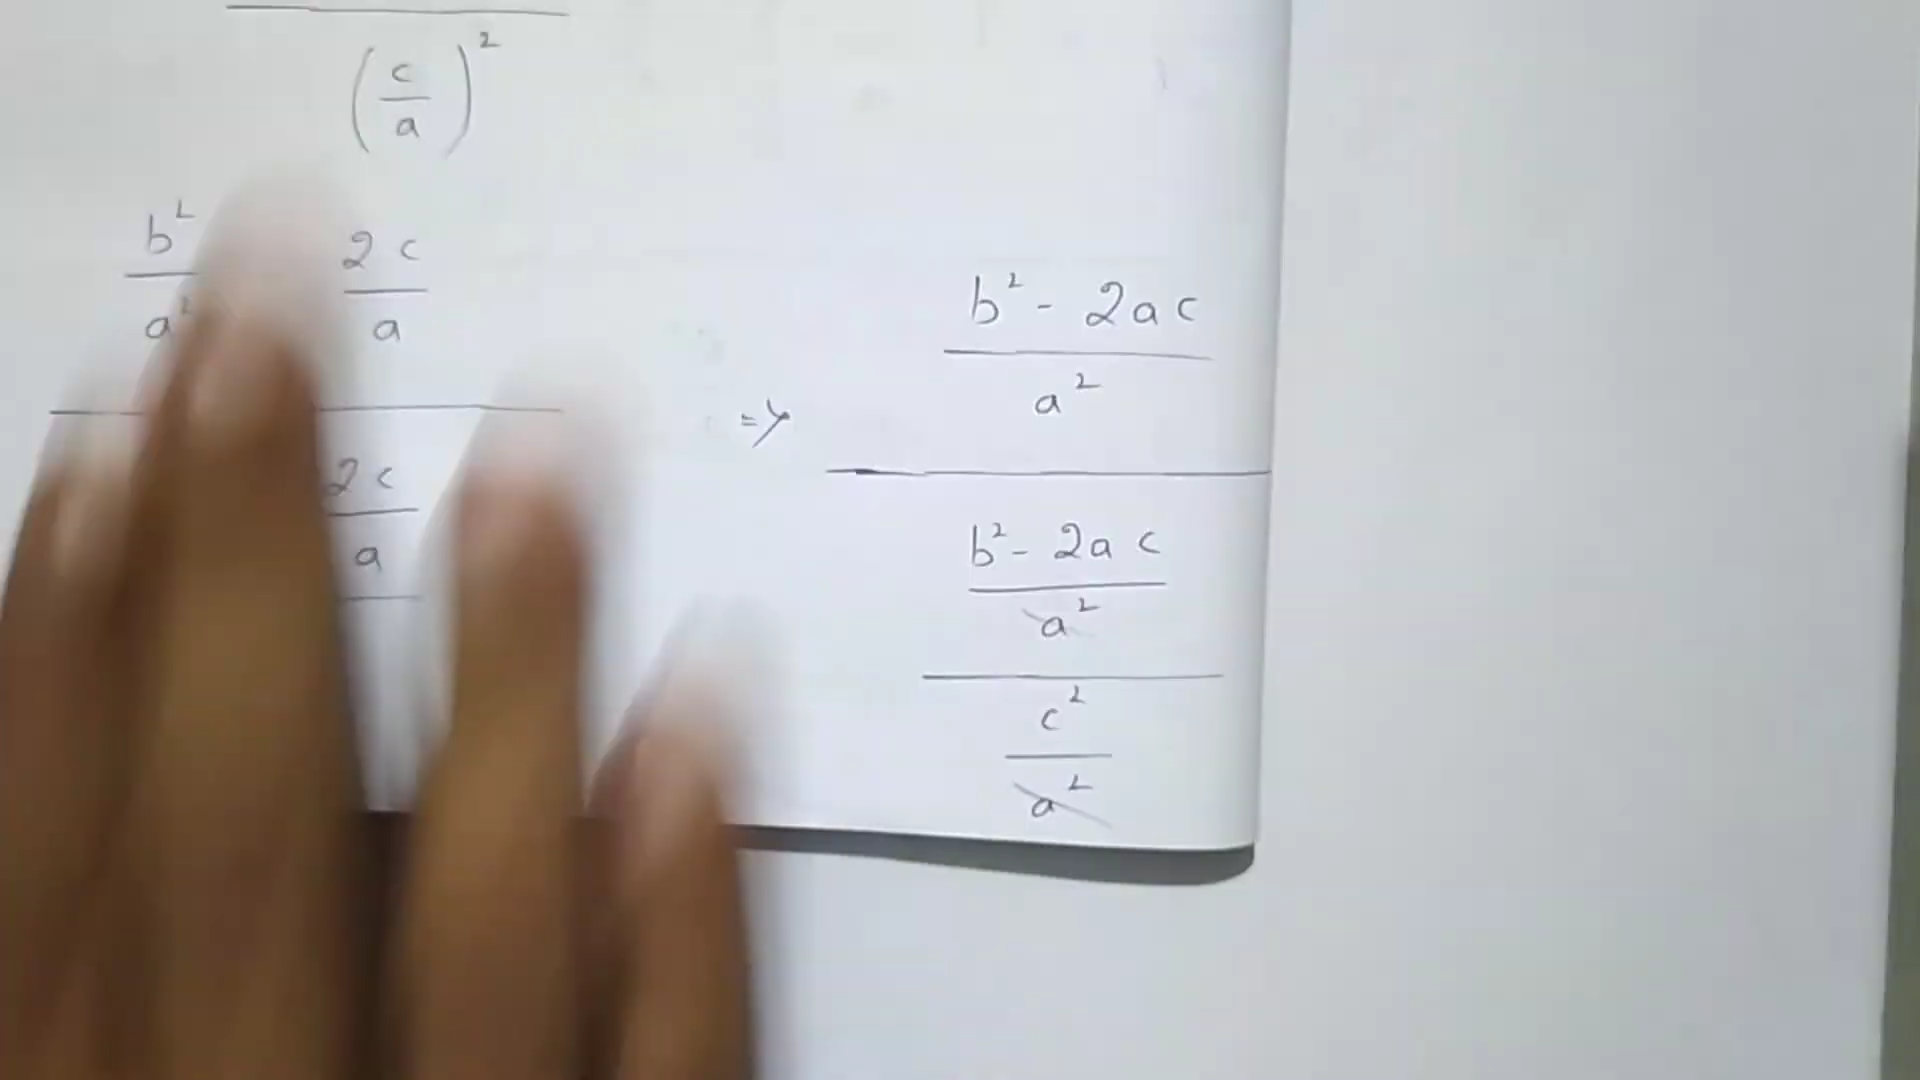 (c/a)²
b²/a² 2c/a
2c/a
=> 
b² - 2ac
a²
b² - 2ac
a²
c²
a²